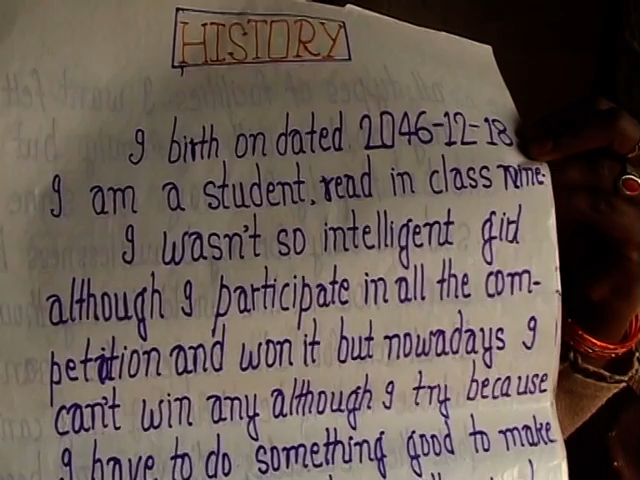 HISTORY
I birth on dated 2046-12-18
I am a student, read in class nine.
I wasn't so intelligent girl
although I participate in all the com-
petition and won it but nowadays I
can't win any although I try because
I have to do something good to make